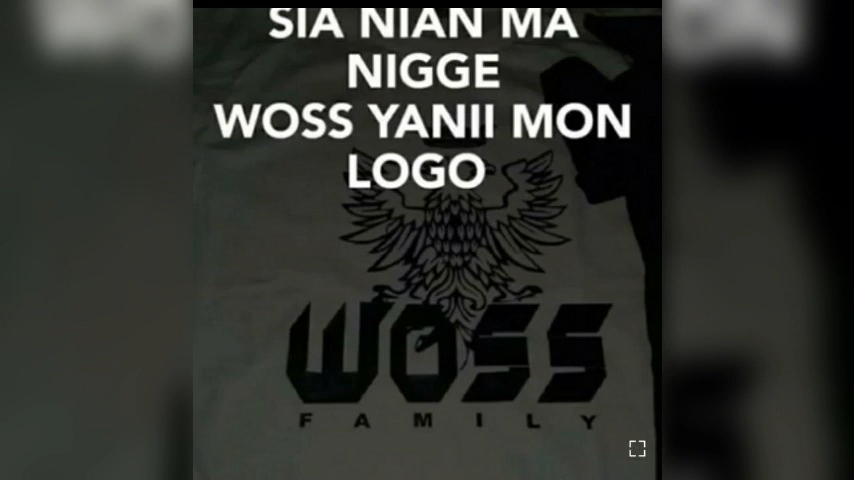 SIA NIAN MA
NIGGE
WOSS YANII MON
LOGO
WOSS
FAMILY